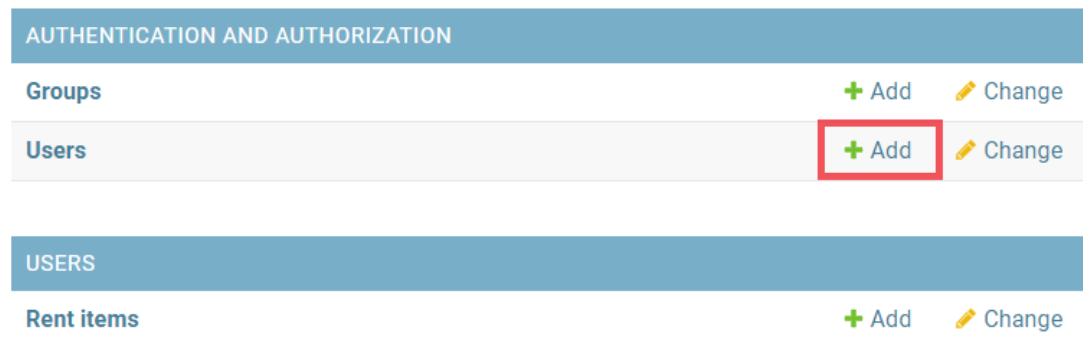 AUTHENTICATION AND AUTHORIZATION
Groups Add Change
Users Add Change
USERS
Rent items Add Change